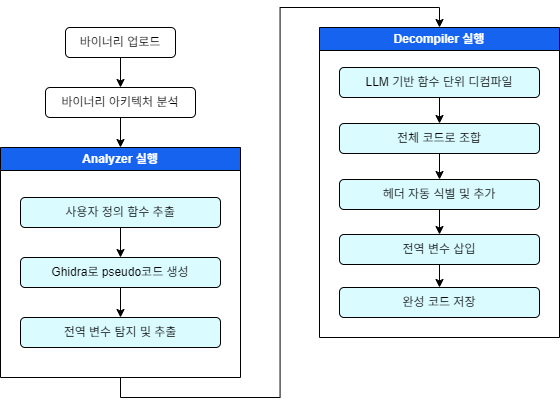 바이너리 업로드
바이너리 아키텍처 분석
Analyzer 실행
사용자 정의 함수 추출
Ghidra로 pseudo코드 생성
전역 변수 탐지 및 추출
Decompiler 실행
LLM 기반 함수 단위 디컴파일
전체 코드로 조합
헤더 자동 식별 및 추가
전역 변수 삽입
완성 코드 저장